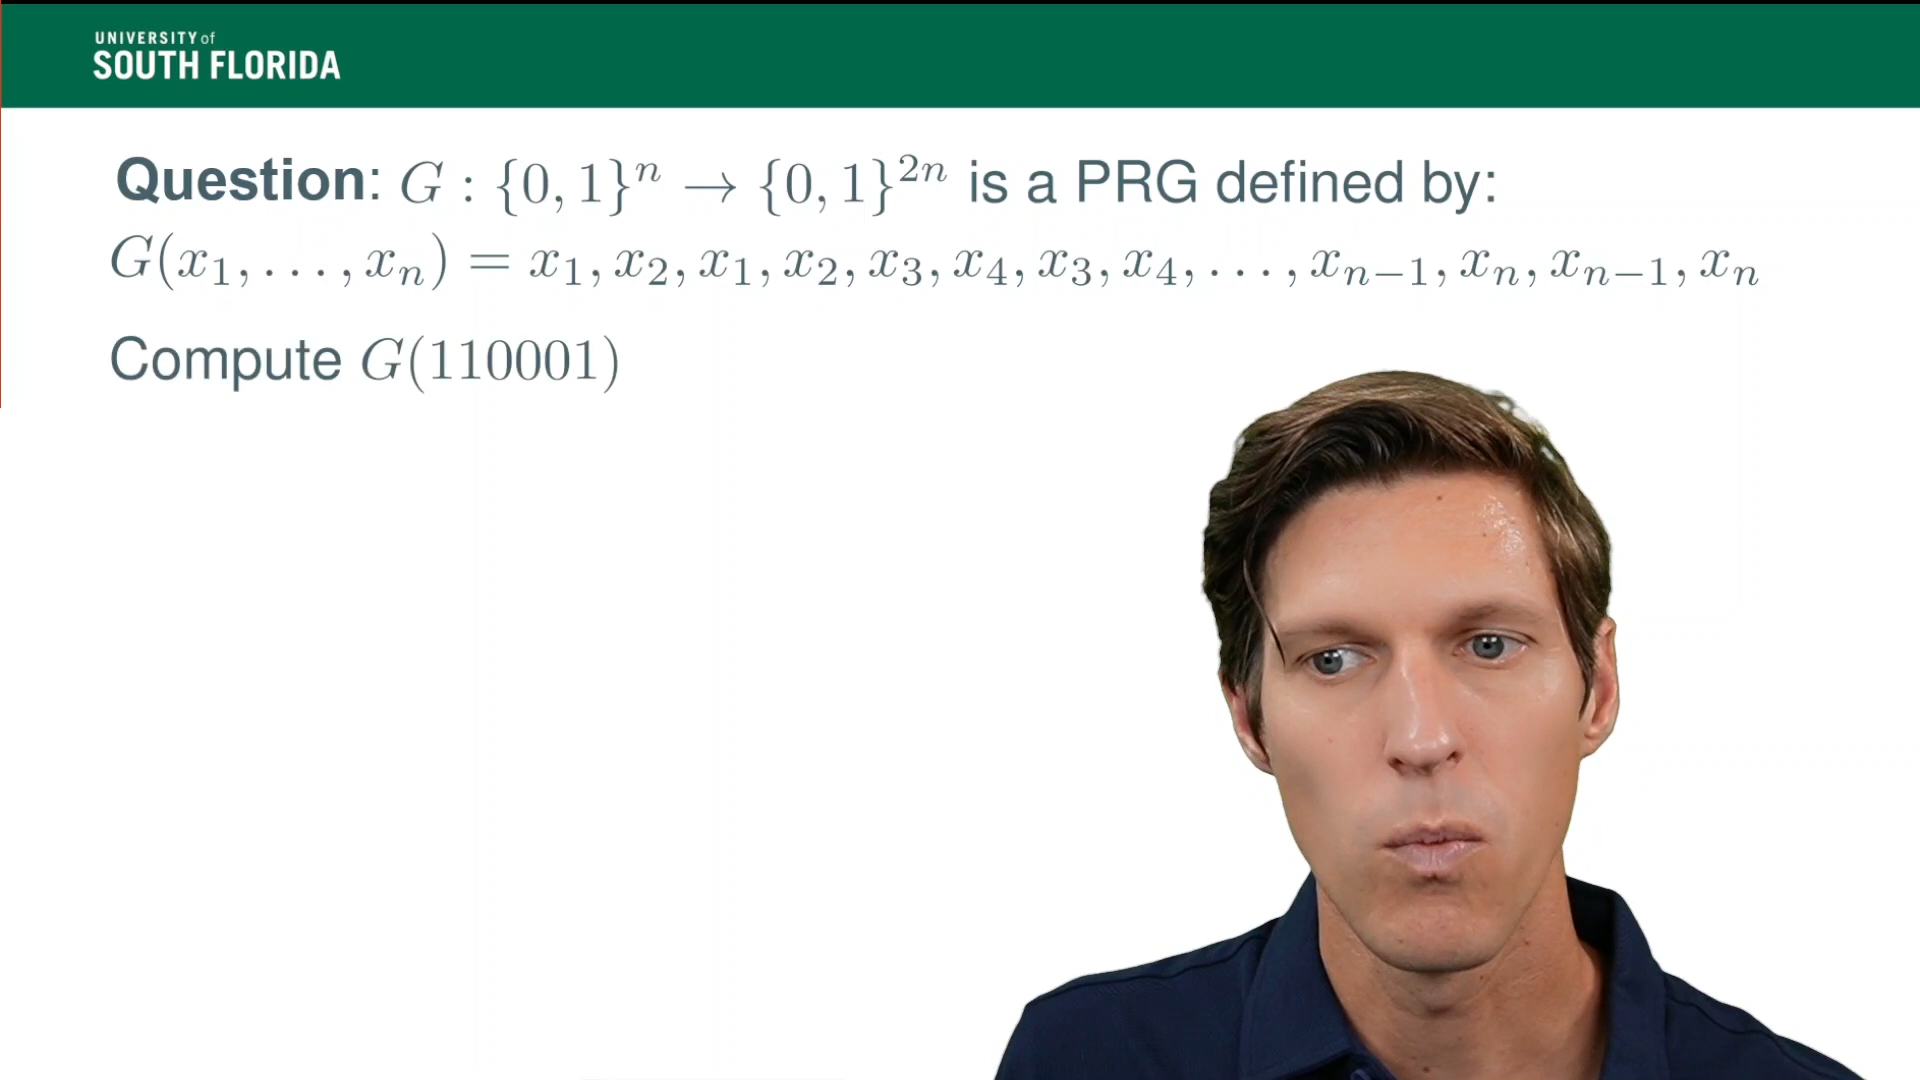 UNIVERSITY of
SOUTH FLORIDA
Question: G : {0, 1}ⁿ → {0, 1}²ⁿ is a PRG defined by:
G(x₁, . . . , xₙ) = x₁, x₂, x₁, x₂, x₃, x₄, x₃, x₄, . . . , xₙ₋₁, xₙ, xₙ₋₁, xₙ
Compute G(110001)